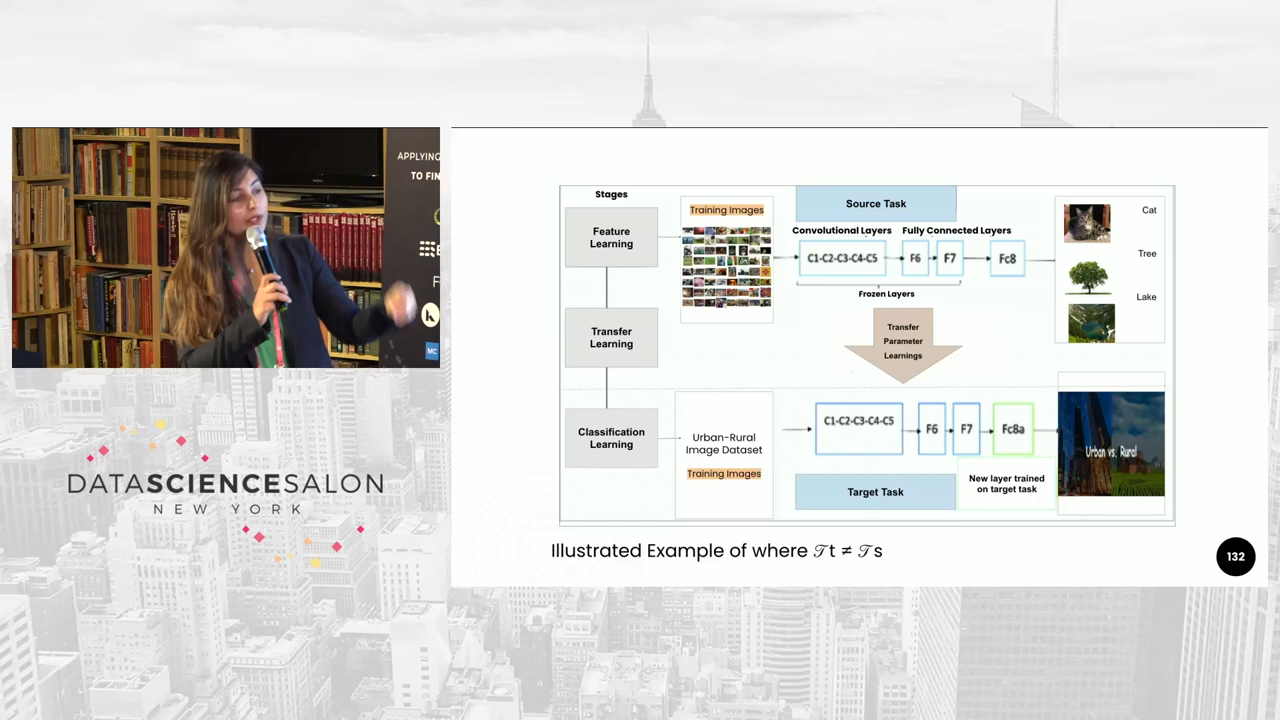 APPLYING
TO FIN
MC
DATASCIENCESALON
NEW YORK
Stages
Feature
Learning
Transfer
Learning
Classification
Learning
Training Images
Urban-Rural
Image Dataset
Training Images
Source Task
Convolutional Layers
Fully Connected Layers
C1-C2-C3-C4-C5
F6
F7
Fc8
Frozen Layers
Transfer
Parameter
Learnings
C1-C2-C3-C4-C5
F6
F7
Fc8a
Target Task
New layer trained
on target task
Cat
Tree
Lake
Urban vs. Rural
Illustrated Example of where 𝒯t ≠ 𝒯s
132